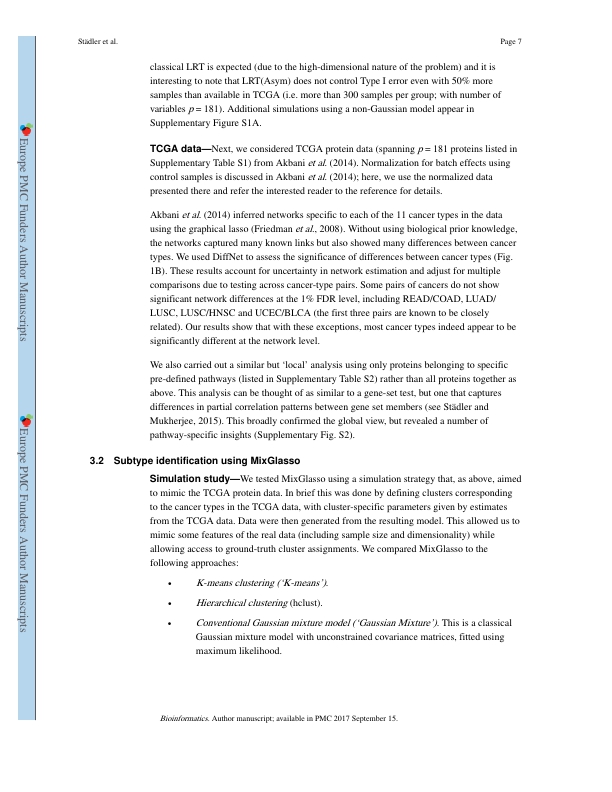 Städler et al.
Page 7
classical LRT is expected (due to the high-dimensional nature of the problem) and it is
interesting to note that LRT(Asym) does not control Type I error even with 50% more
samples than available in TCGA (i.e. more than 300 samples per group; with number of
variables p = 181). Additional simulations using a non-Gaussian model appear in
Supplementary Figure S1A.
TCGA data—Next, we considered TCGA protein data (spanning p = 181 proteins listed in
Supplementary Table S1) from Akbani et al. (2014). Normalization for batch effects using
control samples is discussed in Akbani et al. (2014); here, we use the normalized data
presented there and refer the interested reader to the reference for details.
Akbani et al. (2014) inferred networks specific to each of the 11 cancer types in the data
using the graphical lasso (Friedman et al., 2008). Without using biological prior knowledge,
the networks captured many known links but also showed many differences between cancer
types. We used DiffNet to assess the significance of differences between cancer types (Fig.
1B). These results account for uncertainty in network estimation and adjust for multiple
comparisons due to testing across cancer-type pairs. Some pairs of cancers do not show
significant network differences at the 1% FDR level, including READ/COAD, LUAD/
LUSC, LUSC/HNSC and UCEC/BLCA (the first three pairs are known to be closely
related). Our results show that with these exceptions, most cancer types indeed appear to be
significantly different at the network level.
We also carried out a similar but ‘local’ analysis using only proteins belonging to specific
pre-defined pathways (listed in Supplementary Table S2) rather than all proteins together as
above. This analysis can be thought of as similar to a gene-set test, but one that captures
differences in partial correlation patterns between gene set members (see Städler and
Mukherjee, 2015). This broadly confirmed the global view, but revealed a number of
pathway-specific insights (Supplementary Fig. S2).
3.2 Subtype identification using MixGlasso
Simulation study—We tested MixGlasso using a simulation strategy that, as above, aimed
to mimic the TCGA protein data. In brief this was done by defining clusters corresponding
to the cancer types in the TCGA data, with cluster-specific parameters given by estimates
from the TCGA data. Data were then generated from the resulting model. This allowed us to
mimic some features of the real data (including sample size and dimensionality) while
allowing access to ground-truth cluster assignments. We compared MixGlasso to the
following approaches:
• K-means clustering (‘K-means’).
• Hierarchical clustering (hclust).
• Conventional Gaussian mixture model (‘Gaussian Mixture’). This is a classical
Gaussian mixture model with unconstrained covariance matrices, fitted using
maximum likelihood.
Bioinformatics. Author manuscript; available in PMC 2017 September 15.
Europe PMC Funders Author Manuscripts
Europe PMC Funders Author Manuscripts